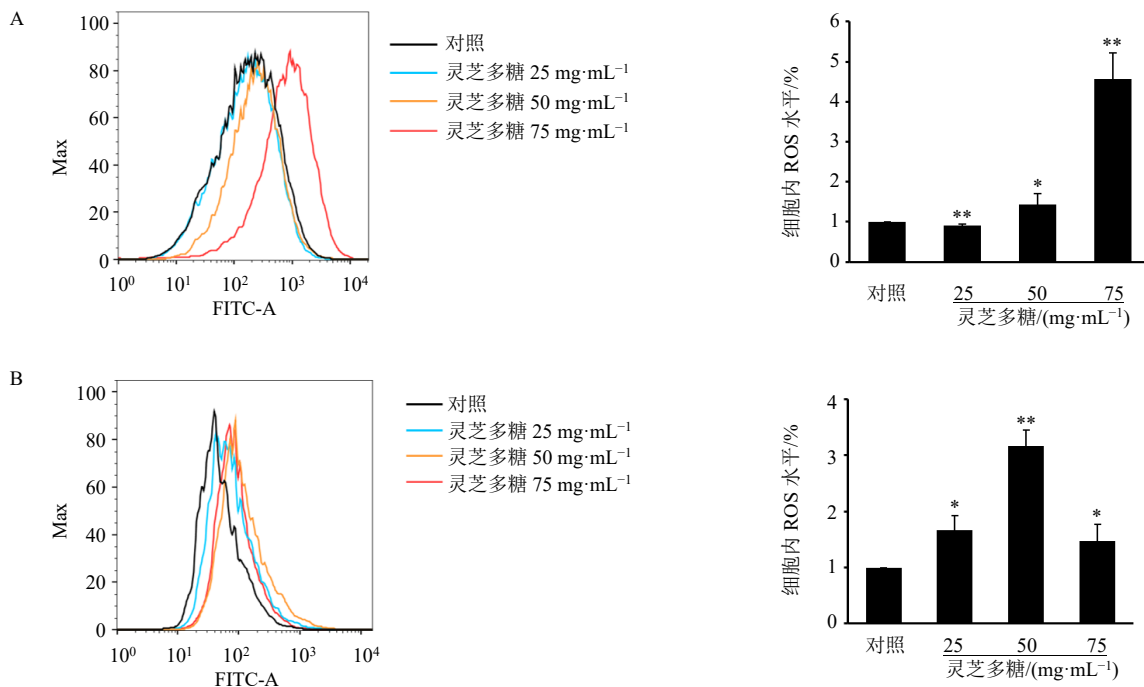 A
100
80
60
40
20
0
Max
10⁰ 10¹ 10² 10³ 10⁴
FITC-A
对照
灵芝多糖 25 mg·mL⁻¹
灵芝多糖 50 mg·mL⁻¹
灵芝多糖 75 mg·mL⁻¹
细胞内 ROS 水平/%
6
5
4
3
2
1
0
**
*
**
对照 25 50 75
灵芝多糖/(mg·mL⁻¹)
B
100
80
60
40
20
0
Max
10⁰ 10¹ 10² 10³ 10⁴
FITC-A
对照
灵芝多糖 25 mg·mL⁻¹
灵芝多糖 50 mg·mL⁻¹
灵芝多糖 75 mg·mL⁻¹
细胞内 ROS 水平/%
4
3
2
1
0
*
**
*
对照 25 50 75
灵芝多糖/(mg·mL⁻¹)